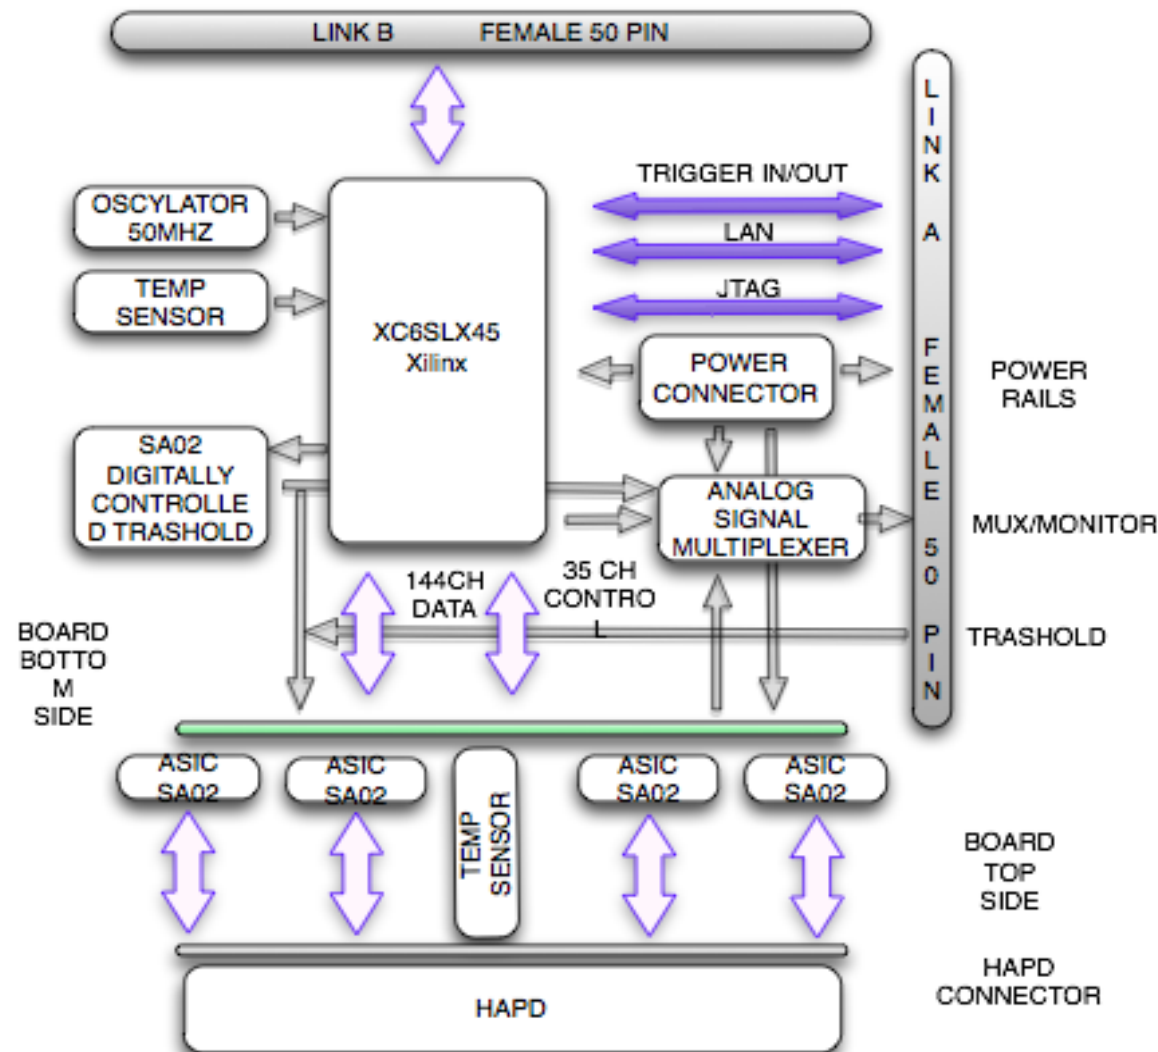 LINK B FEMALE 50 PIN
LINK A FEMALE 50 PIN
TRIGGER IN/OUT
OSCYLATOR
50MHZ
LAN
TEMP
SENSOR
JTAG
XC6SLX45
Xilinx
POWER
CONNECTOR
POWER
RAILS
SA02
DIGITALLY
CONTROLLE
D TRASHOLD
ANALOG
SIGNAL
MULTIPLEXER
MUX/MONITOR
144CH
DATA
35 CH
CONTRO
L
TRASHOLD
BOARD
BOTTO
M
SIDE
ASIC
SA02
ASIC
SA02
TEMP
SENSOR
ASIC
SA02
ASIC
SA02
BOARD
TOP
SIDE
HAPD
CONNECTOR
HAPD